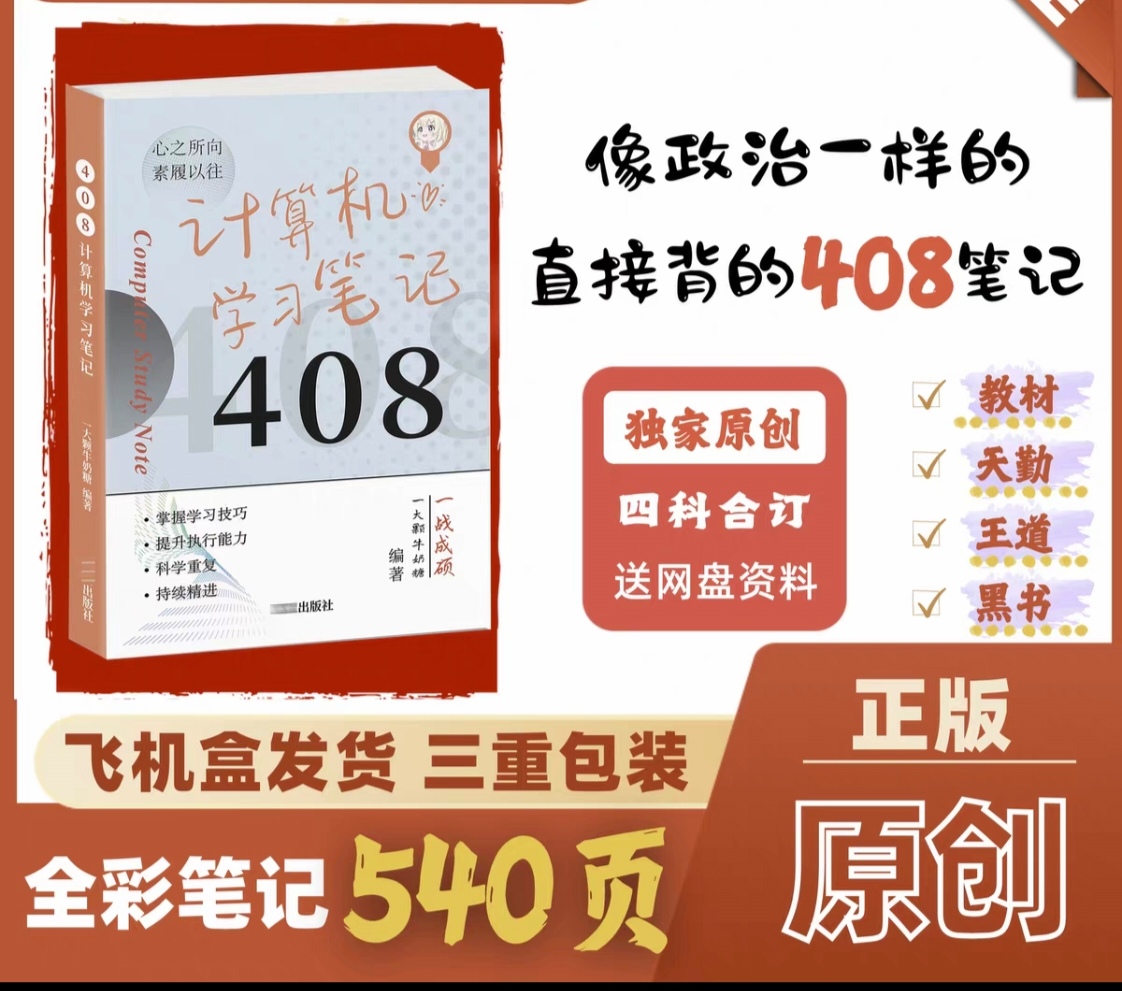 心之所向
素履以往
计算机
学习笔记
408
408
Computer Study Note
408计算机学习笔记
一大颗牛奶糖 编著
出版社
• 掌握学习技巧
• 提升执行能力
• 科学重复
• 持续精进
一战成硕
一大颗牛奶糖
编著
出版社
像政治一样的
直接背的408笔记
独家原创
四科合订
送网盘资料
教材
天勤
王道
黑书
飞机盒发货 三重包装
全彩笔记540页
正版
原创